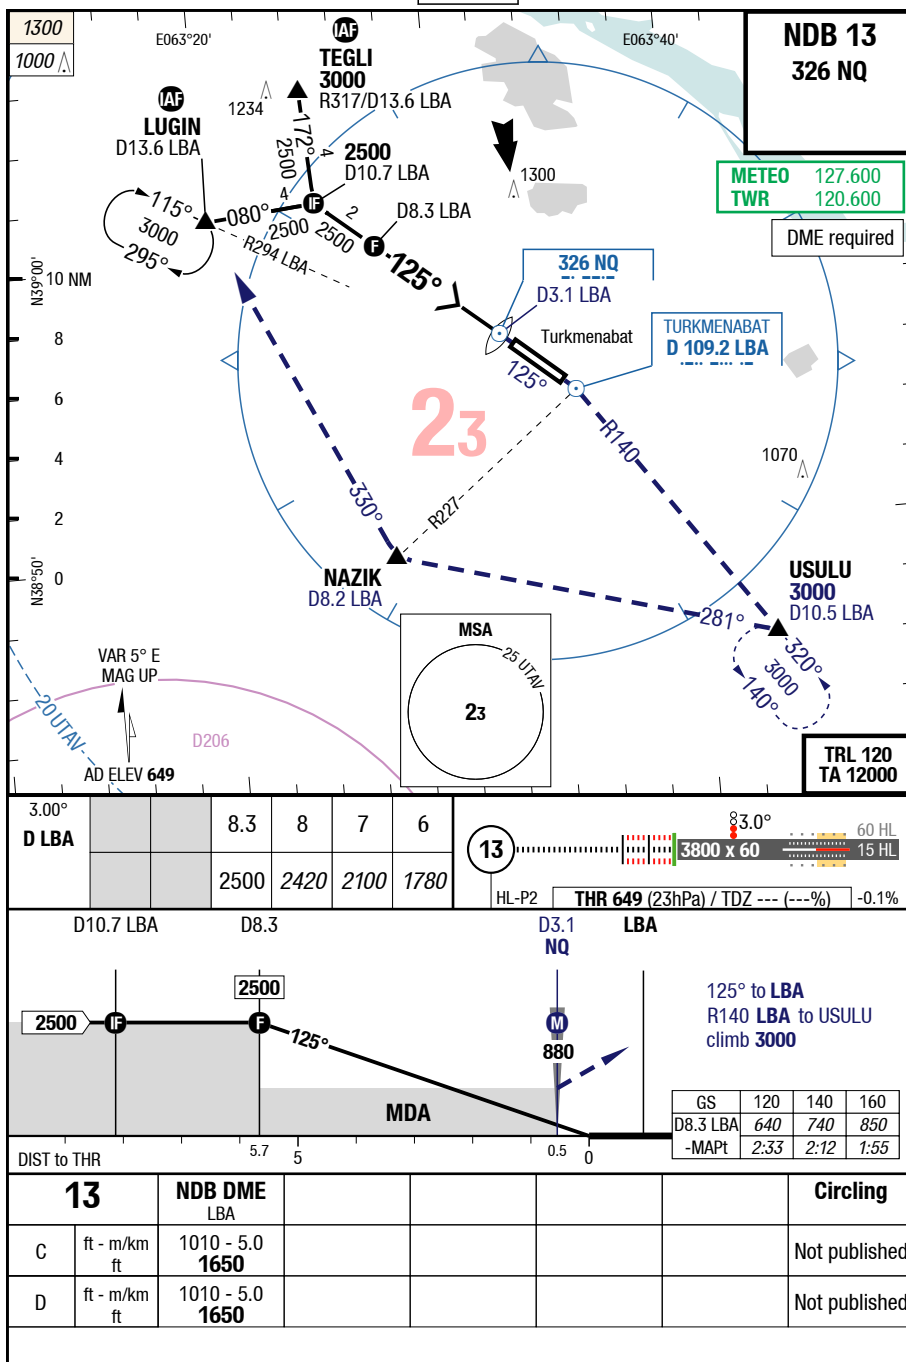 1300
1000
E063°20'
E063°40'
NDB 13
326 NQ
IAF
TEGLI
3000
R317/D13.6 LBA
IAF
LUGIN
D13.6 LBA
1234
172°
2500
4
2500
D10.7 LBA
1300
METEO 127.600
TWR 120.600
DME required
115°
3000
295°
080°
4
2500
IF
2
2500
D8.3 LBA
F
R294 LBA
125°
N39°00'
10 NM
8
6
4
2
0
N38°50'
326 NQ
D3.1 LBA
Turkmenabat
TURKMENABAT
D 109.2 LBA
125°
23
R140
1070
R227
330°
NAZIK
D8.2 LBA
USULU
3000
D10.5 LBA
281°
320°
3000
140°
MSA
25 UTAV
23
VAR 5° E
MAG UP
20 UTAV
D206
AD ELEV 649
TRL 120
TA 12000
3.00°
D LBA
8.3 8 7 6
2500 2420 2100 1780
13
3.0°
60 HL
3800 x 60
15 HL
HL-P2
THR 649 (23hPa) / TDZ --- (---%)
-0.1%
D10.7 LBA
D8.3
D3.1
NQ
LBA
2500
2500
IF
F
125°
M
880
MDA
125° to LBA
R140 LBA to USULU
climb 3000
GS 120 140 160
D8.3 LBA 640 740 850
-MAPt 2:33 2:12 1:55
DIST to THR
5.7
5
0.5
0
13
NDB DME
LBA
Circling
C
ft - m/km
ft
1010 - 5.0
1650
Not published
D
ft - m/km
ft
1010 - 5.0
1650
Not published